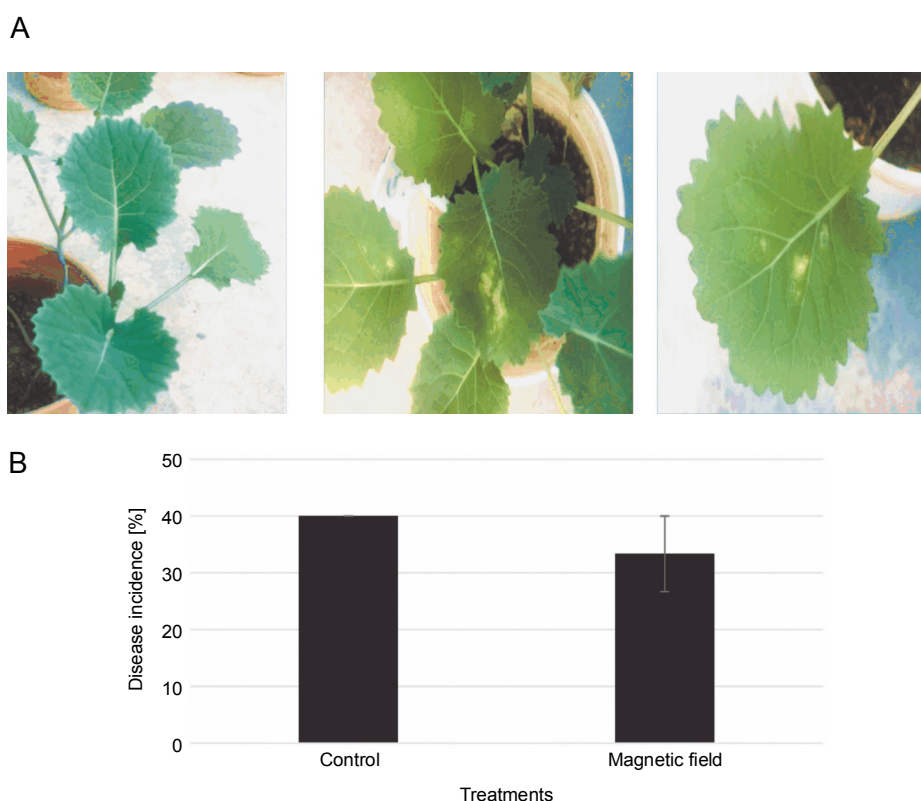 A
B
Disease incidence [%]
50
40
30
20
10
0
Control
Magnetic field
Treatments